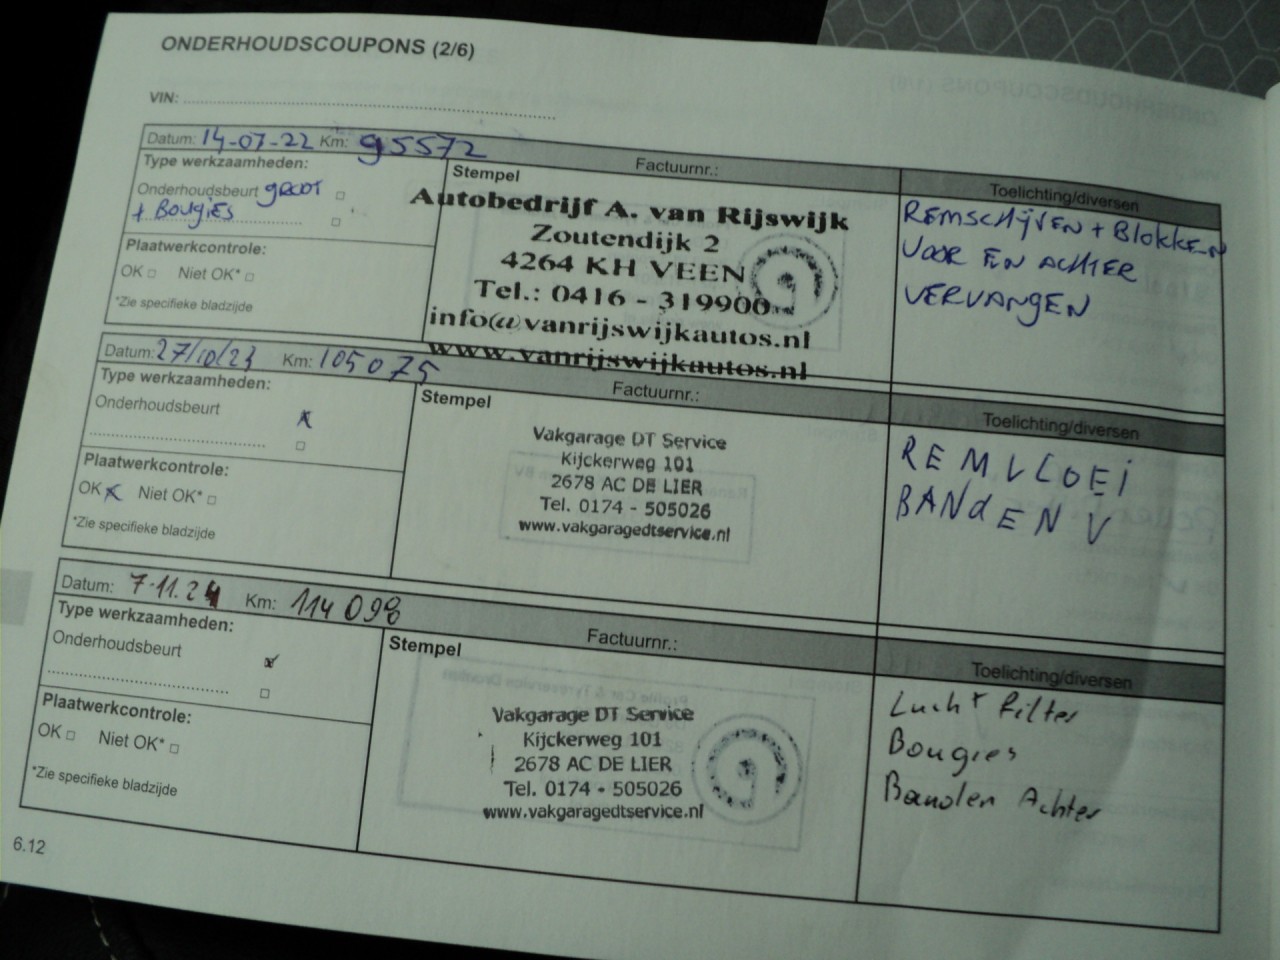 ONDERHOUDSCOUPONS (2/6)
VIN:
Datum: 14-07-22 Km: 95572
Factuurnr.:
Type werkzaamheden:
Onderhoudsbeurt GROOT
+ BOUGIES
Plaatwerkcontrole:
OK Niet OK*
*Zie specifieke bladzijde
Stempel
Autobedrijf A. van Rijswijk
Zoutendijk 2
4264 KH VEEN
Tel.: 0416 - 319900
info@vanrijswijkautos.nl
www.vanrijswijkautos.nl
Toelichting/diversen
REMSCHIJVEN + BLOKKEN
VOOR EN ACHTER
VERVANGEN
Datum: 27/10/23 Km: 105075
Factuurnr.:
Type werkzaamheden:
Onderhoudsbeurt
Plaatwerkcontrole:
OK Niet OK*
*Zie specifieke bladzijde
Stempel
Vakgarage DT Service
Kijckerweg 101
2678 AC DE LIER
Tel. 0174 - 505026
www.vakgaragedtservice.nl
Toelichting/diversen
REMVLOEi
BANdEN V
Datum: 7-11.24 Km: 114098
Factuurnr.:
Type werkzaamheden:
Onderhoudsbeurt
Plaatwerkcontrole:
OK Niet OK*
*Zie specifieke bladzijde
Stempel
Vakgarage DT Service
Kijckerweg 101
2678 AC DE LIER
Tel. 0174 - 505026
www.vakgaragedtservice.nl
Toelichting/diversen
Lucht filter
Bougies
Banden Achter
6.12